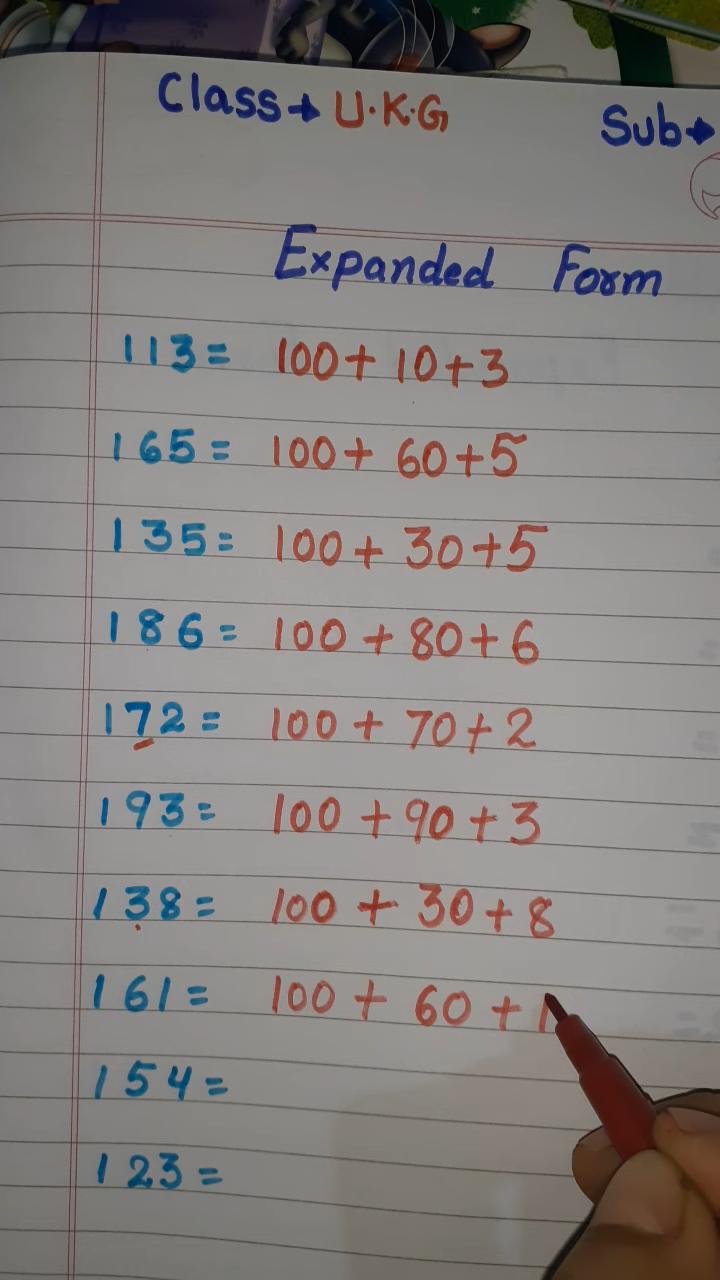 Class → U.K.G Sub →
Expanded Form
113 = 100 + 10 + 3
165 = 100 + 60 + 5
135 = 100 + 30 + 5
186 = 100 + 80 + 6
172 = 100 + 70 + 2
193 = 100 + 90 + 3
138 = 100 + 30 + 8
161 = 100 + 60 + 1
154 =
123 =